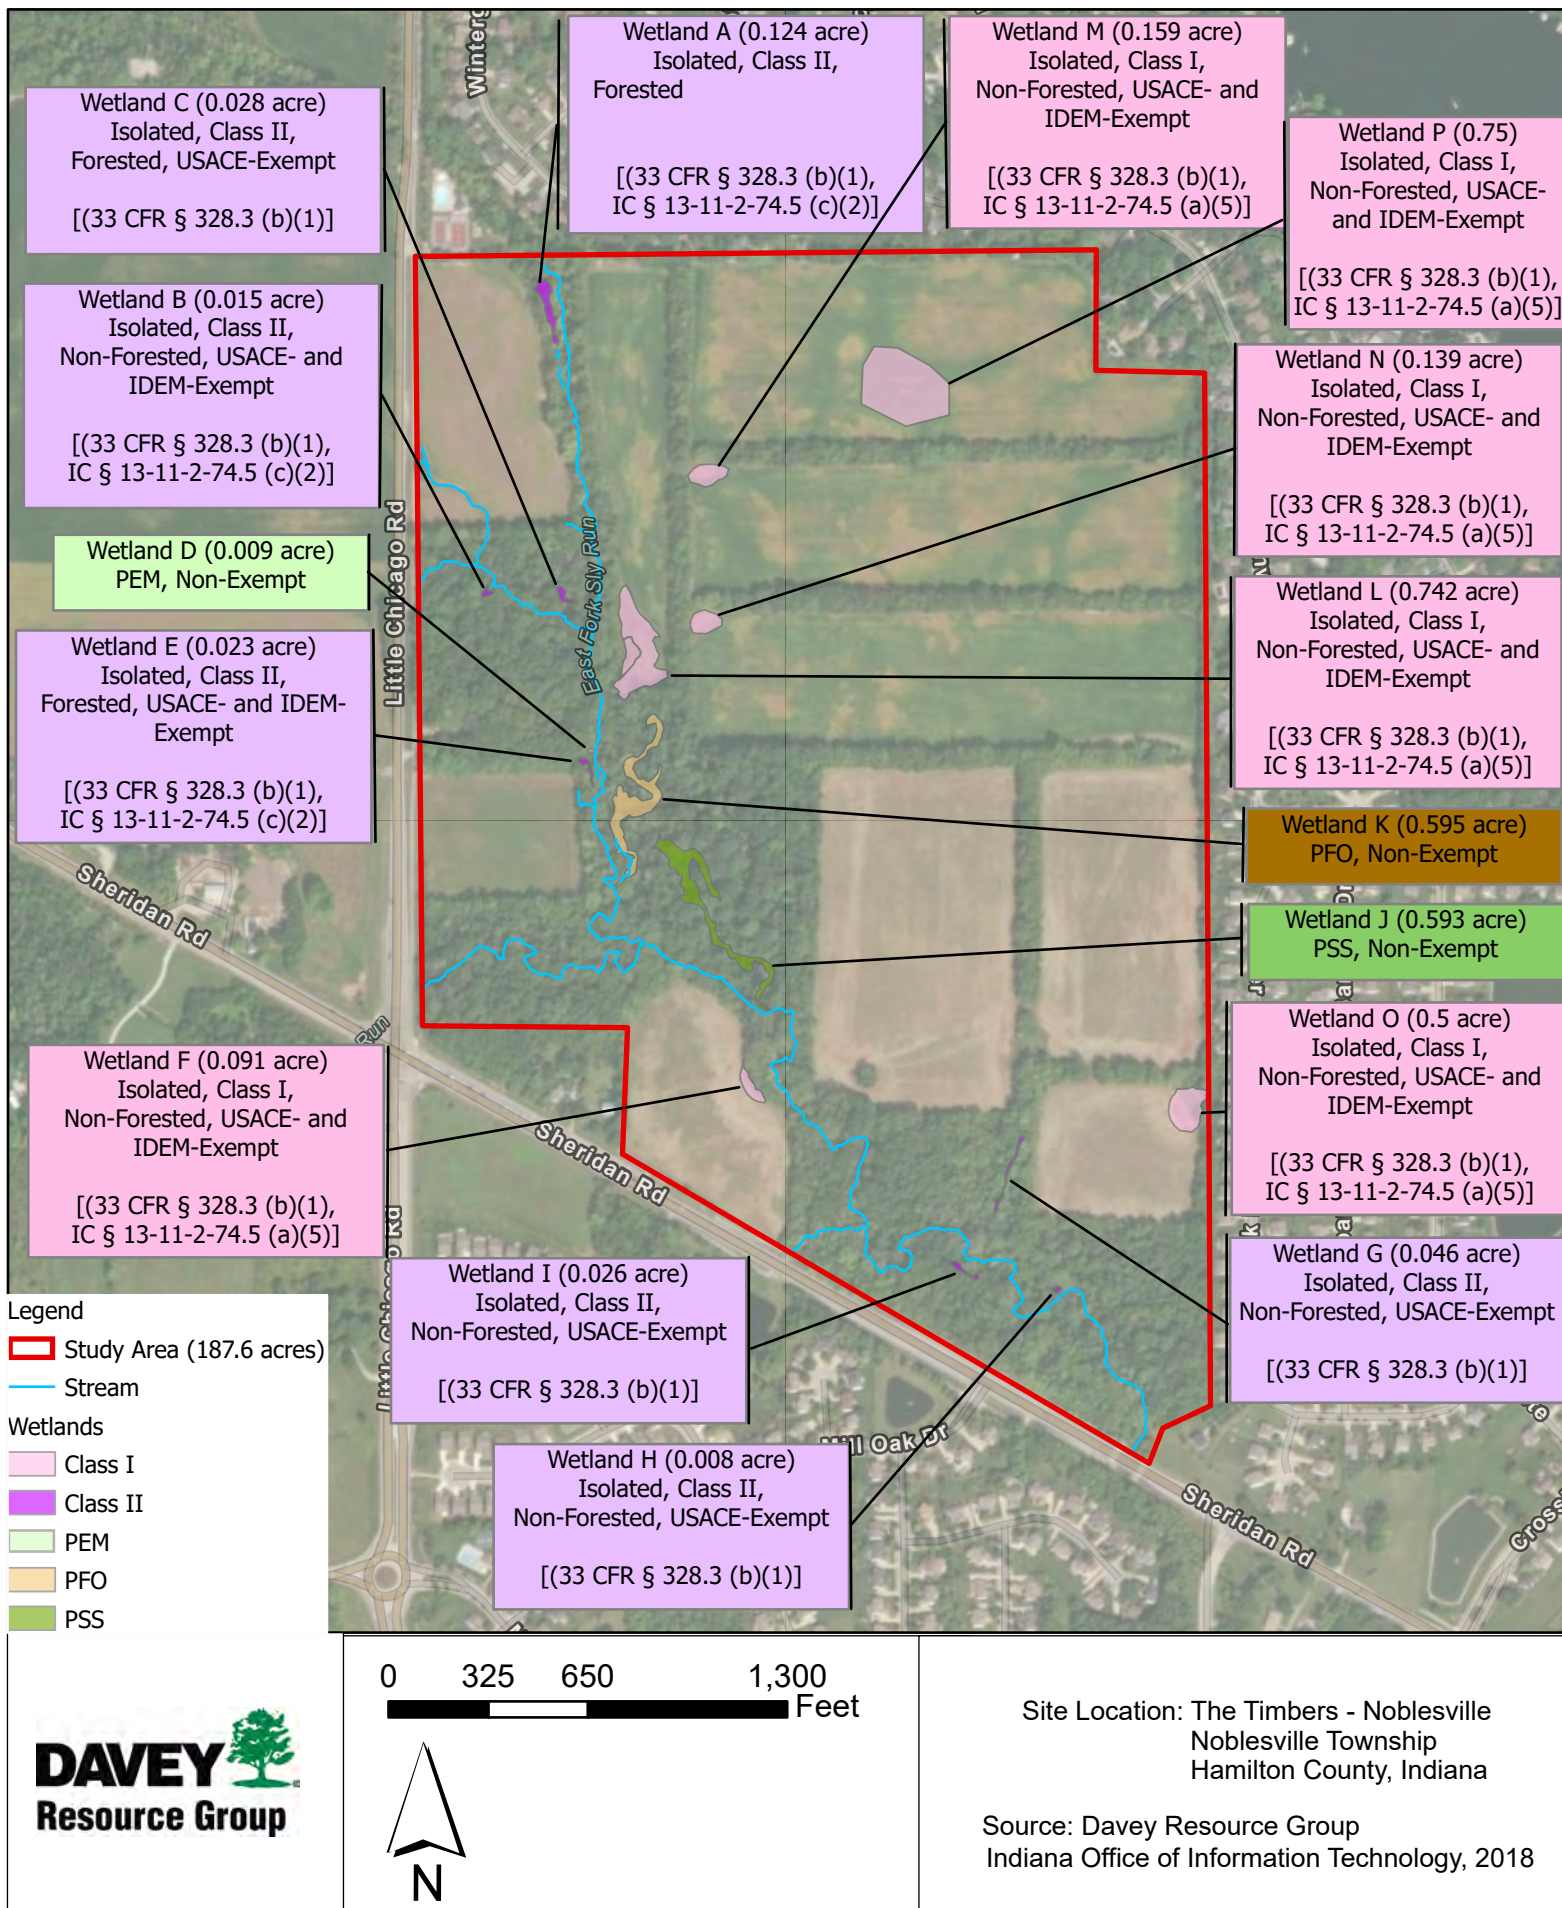 Winterg
Wetland A (0.124 acre)
Isolated, Class II,
Forested
[(33 CFR § 328.3 (b)(1),
IC § 13-11-2-74.5 (c)(2)]
Wetland M (0.159 acre)
Isolated, Class I,
Non-Forested, USACE- and
IDEM-Exempt
[(33 CFR § 328.3 (b)(1),
IC § 13-11-2-74.5 (a)(5)]
Wetland C (0.028 acre)
Isolated, Class II,
Forested, USACE-Exempt
[(33 CFR § 328.3 (b)(1)]
Wetland P (0.75)
Isolated, Class I,
Non-Forested, USACE-
and IDEM-Exempt
[(33 CFR § 328.3 (b)(1),
IC § 13-11-2-74.5 (a)(5)]
Wetland B (0.015 acre)
Isolated, Class II,
Non-Forested, USACE- and
IDEM-Exempt
[(33 CFR § 328.3 (b)(1),
IC § 13-11-2-74.5 (c)(2)]
Wetland N (0.139 acre)
Isolated, Class I,
Non-Forested, USACE- and
IDEM-Exempt
[(33 CFR § 328.3 (b)(1),
IC § 13-11-2-74.5 (a)(5)]
Wetland D (0.009 acre)
PEM, Non-Exempt
Little Chicago Rd
East Fork Sly Run
Wetland L (0.742 acre)
Isolated, Class I,
Non-Forested, USACE- and
IDEM-Exempt
[(33 CFR § 328.3 (b)(1),
IC § 13-11-2-74.5 (a)(5)]
Wetland E (0.023 acre)
Isolated, Class II,
Forested, USACE- and IDEM-
Exempt
[(33 CFR § 328.3 (b)(1),
IC § 13-11-2-74.5 (c)(2)]
Wetland K (0.595 acre)
PFO, Non-Exempt
Sheridan Rd
Wetland J (0.593 acre)
PSS, Non-Exempt
Run
Wetland O (0.5 acre)
Isolated, Class I,
Non-Forested, USACE- and
IDEM-Exempt
[(33 CFR § 328.3 (b)(1),
IC § 13-11-2-74.5 (a)(5)]
Wetland F (0.091 acre)
Isolated, Class I,
Non-Forested, USACE- and
IDEM-Exempt
[(33 CFR § 328.3 (b)(1),
IC § 13-11-2-74.5 (a)(5)]
Sheridan Rd
Little Chicago Rd
Wetland G (0.046 acre)
Isolated, Class II,
Non-Forested, USACE-Exempt
[(33 CFR § 328.3 (b)(1)]
Wetland I (0.026 acre)
Isolated, Class II,
Non-Forested, USACE-Exempt
[(33 CFR § 328.3 (b)(1)]
Mill Oak Dr
Wetland H (0.008 acre)
Isolated, Class II,
Non-Forested, USACE-Exempt
[(33 CFR § 328.3 (b)(1)]
Sheridan Rd
Cross
Legend
Study Area (187.6 acres)
Stream
Wetlands
Class I
Class II
PEM
PFO
PSS
DAVEY
Resource Group
0 325 650 1,300
Feet
N
Site Location: The Timbers - Noblesville
Noblesville Township
Hamilton County, Indiana
Source: Davey Resource Group
Indiana Office of Information Technology, 2018